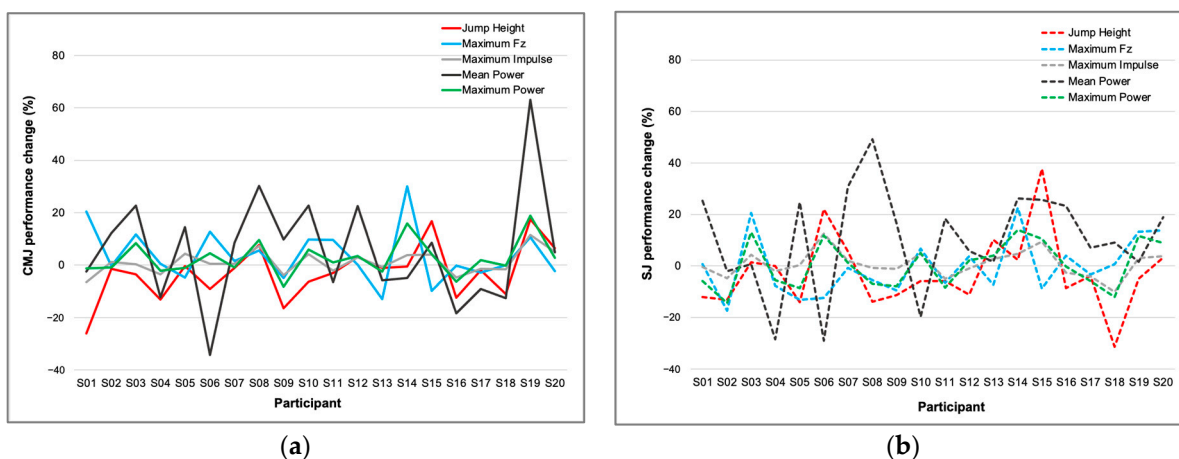 Jump Height
Maximum Fz
Maximum Impulse
Mean Power
Maximum Power
80
60
40
20
0
−20
−40
CMJ performance change (%)
S01 S02 S03 S04 S05 S06 S07 S08 S09 S10 S11 S12 S13 S14 S15 S16 S17 S18 S19 S20
Participant
(a)
Jump Height
Maximum Fz
Maximum Impulse
Mean Power
Maximum Power
80
60
40
20
0
−20
−40
SJ performance change (%)
S01 S02 S03 S04 S05 S06 S07 S08 S09 S10 S11 S12 S13 S14 S15 S16 S17 S18 S19 S20
Participant
(b)